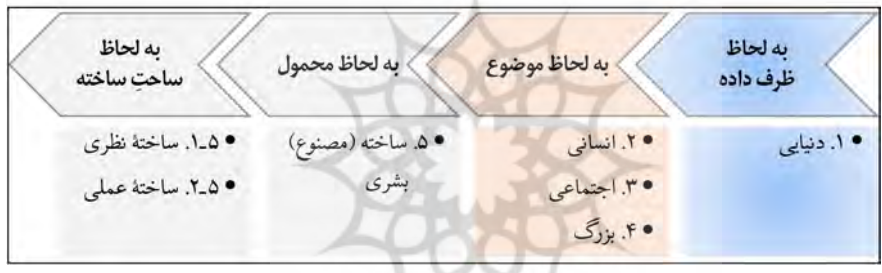 به لحاظ
ظرف داده
به لحاظ موضوع
به لحاظ محمول
به لحاظ
ساحتِ ساخته
• ۱. دنیایی
• ۲. انسانی
• ۳. اجتماعی
• ۴. بزرگ
• ۵. ساخته (مصنوع)
بشری
• ۵ـ۱. ساختهٔ نظری
• ۵ـ۲. ساختهٔ عملی